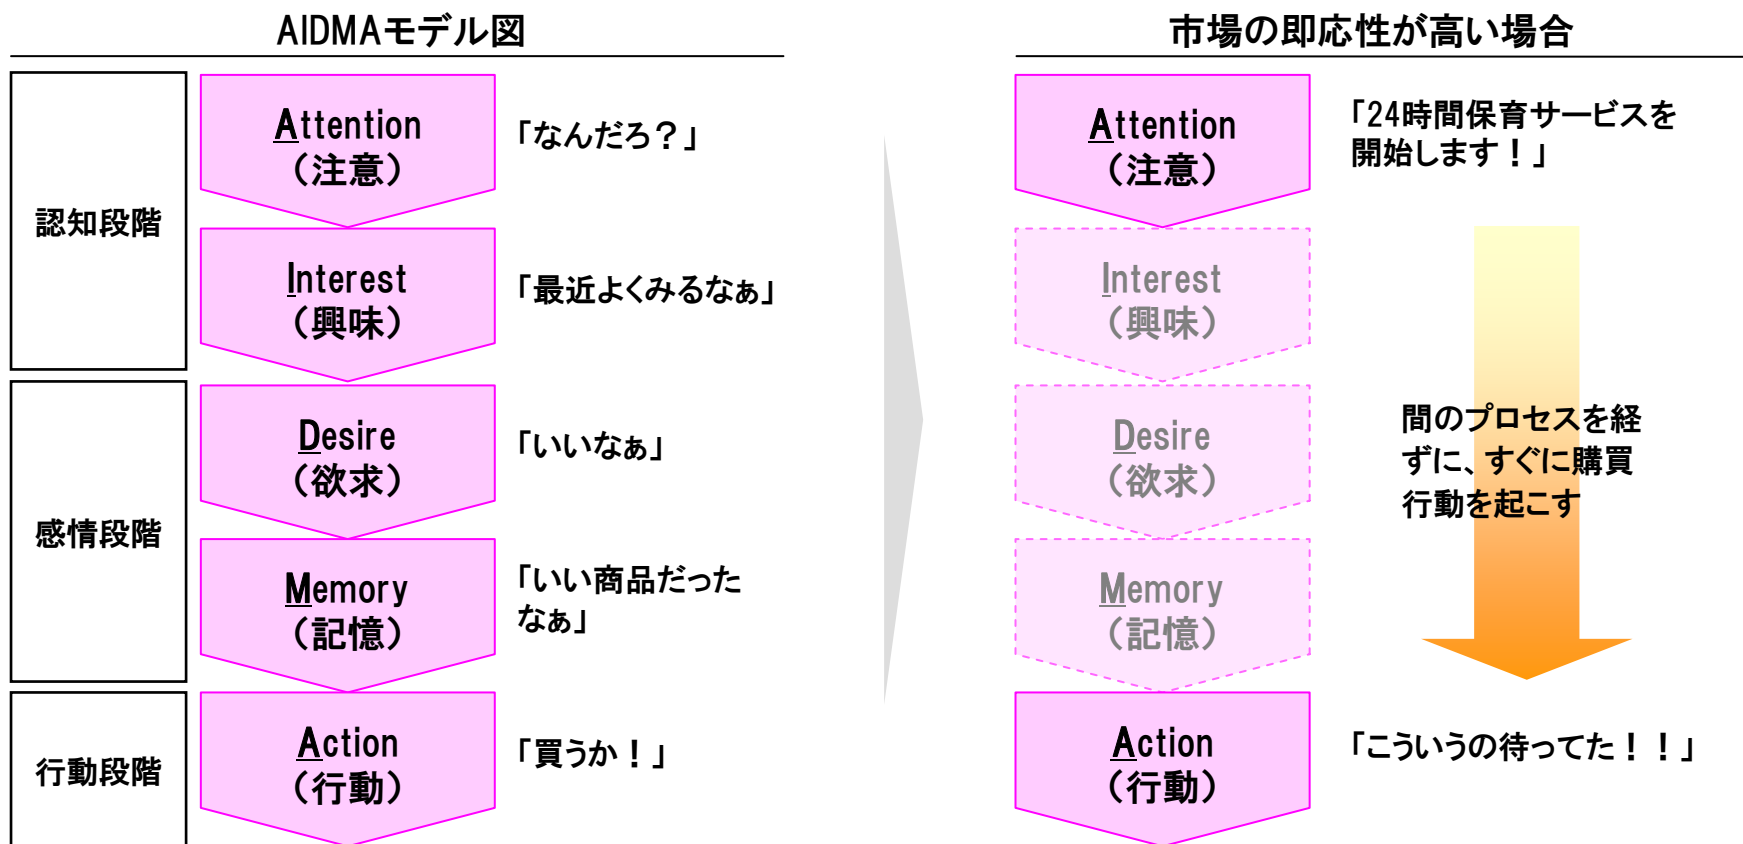 AIDMAモデル図
認知段階
Attention
（注意）
「なんだろ？」
Interest
（興味）
「最近よくみるなぁ」
感情段階
Desire
（欲求）
「いいなぁ」
Memory
（記憶）
「いい商品だった
なぁ」
行動段階
Action
（行動）
「買うか！」
市場の即応性が高い場合
Attention
（注意）
「24時間保育サービスを
開始します！」
Interest
（興味）
Desire
（欲求）
Memory
（記憶）
間のプロセスを経
ずに、すぐに購買
行動を起こす
Action
（行動）
「こういうの待ってた！！」